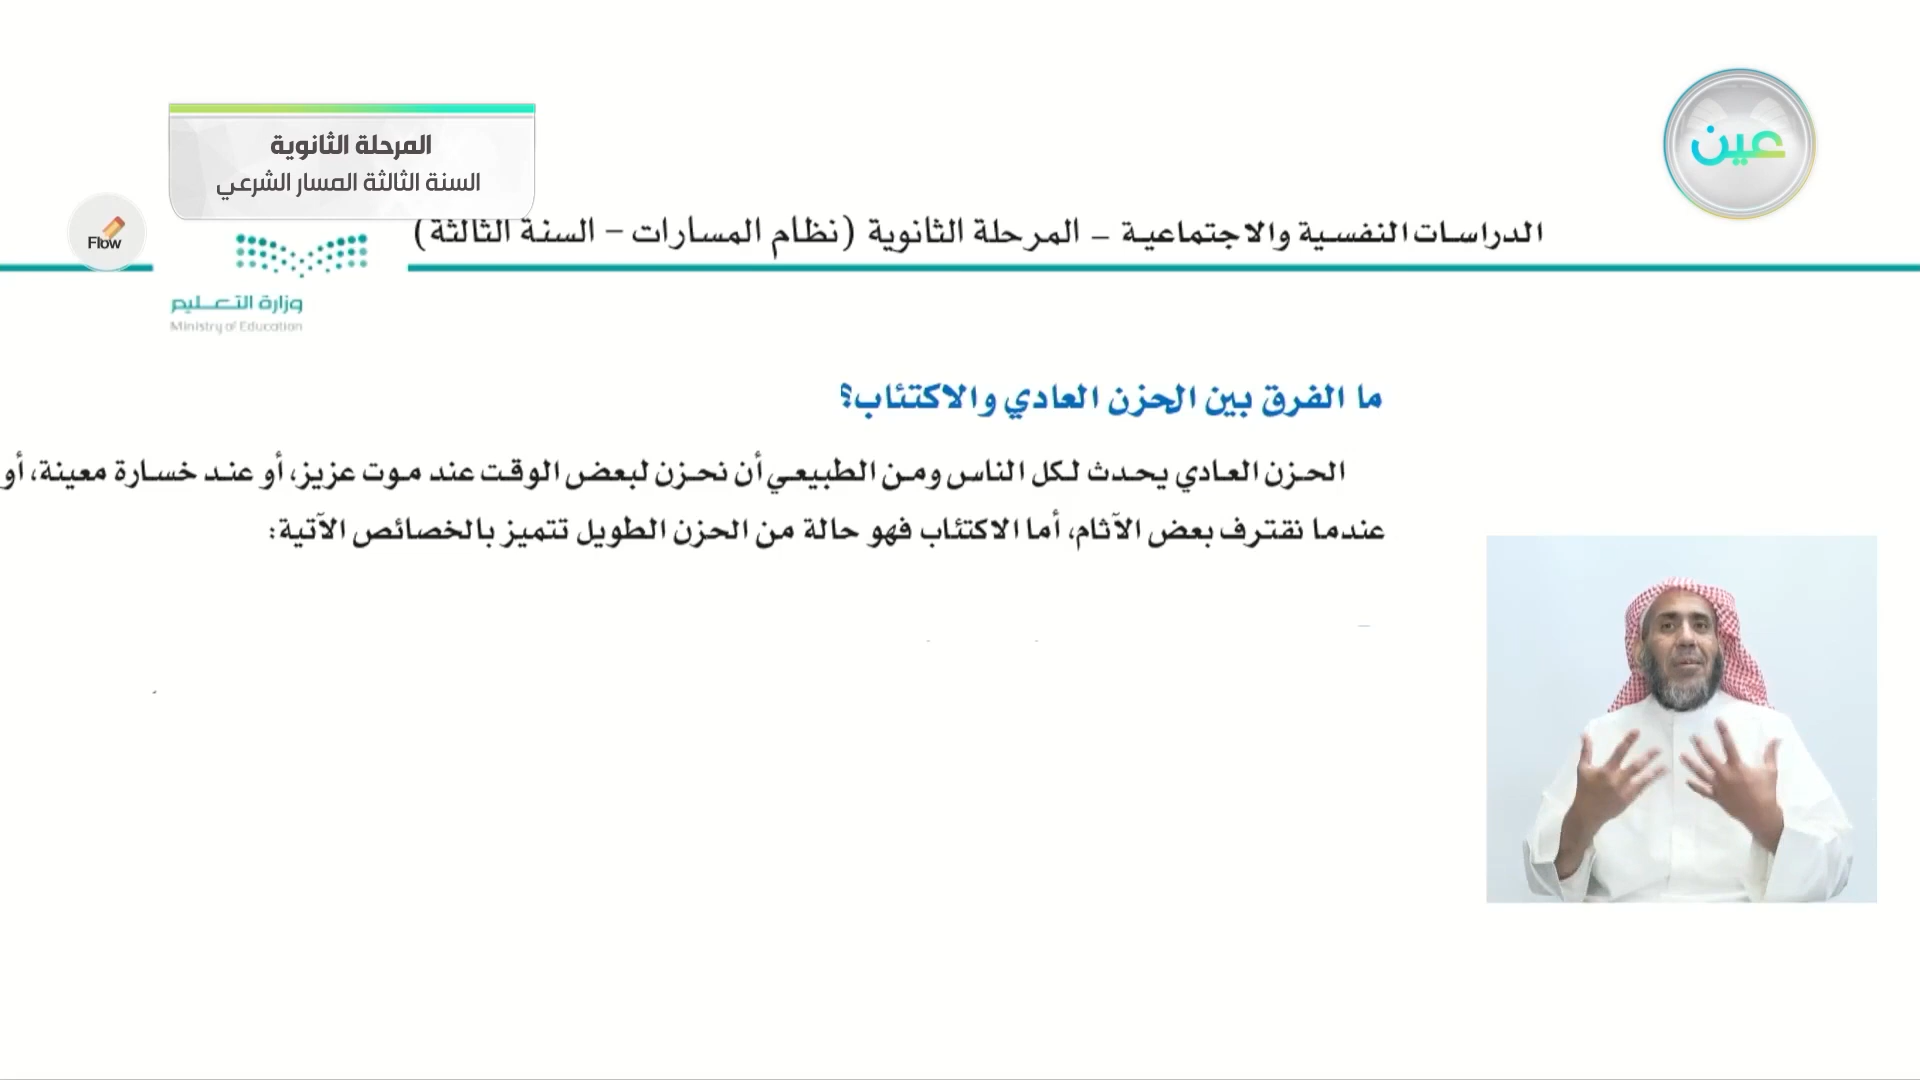 عين
المرحلة الثانوية
السنة الثالثة المسار الشرعي
Flow
الدراسات النفسية والاجتماعية – المرحلة الثانوية (نظام المسارات – السنة الثالثة)
وزارة التعليم
Ministry of Education
ما الفرق بين الحزن العادي والاكتئاب؟
الحزن العادي يحدث لكل الناس ومن الطبيعي أن نحزن لبعض الوقت عند موت عزيز، أو عند خسارة معينة، أو
عندما نقترف بعض الآثام، أما الاكتئاب فهو حالة من الحزن الطويل تتميز بالخصائص الآتية: